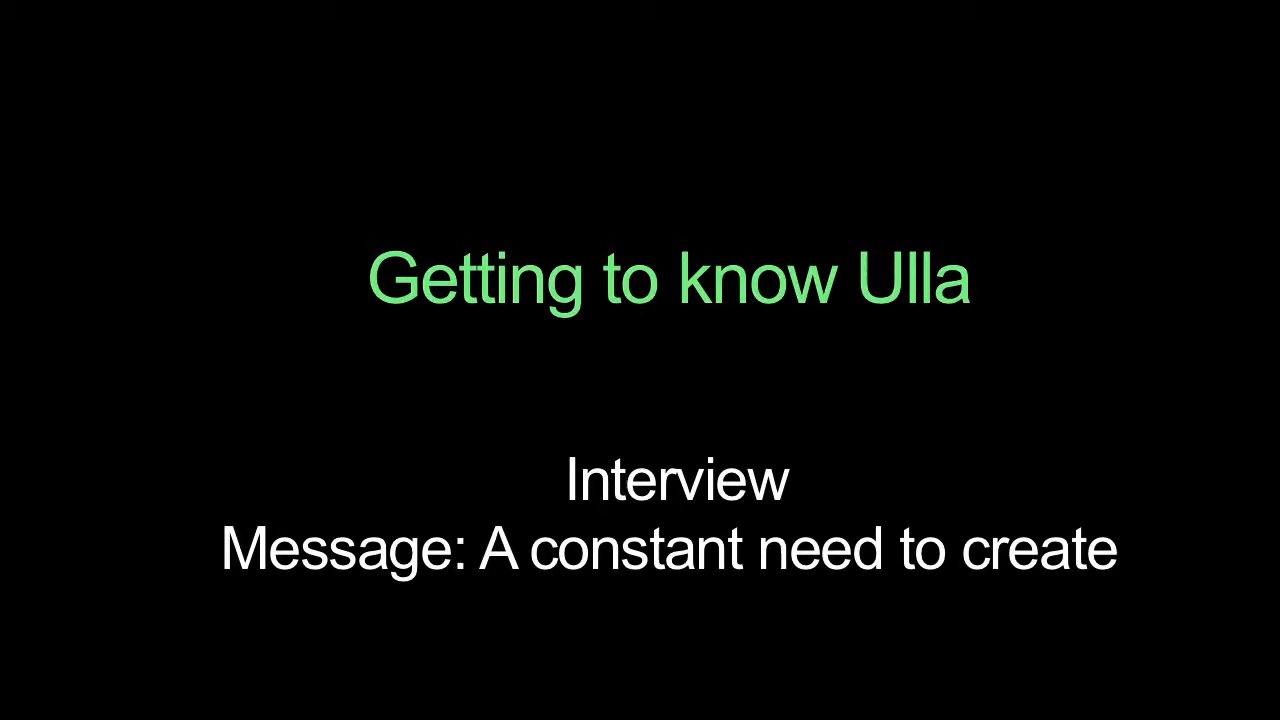 Getting to know Ulla
Interview
Message: A constant need to create